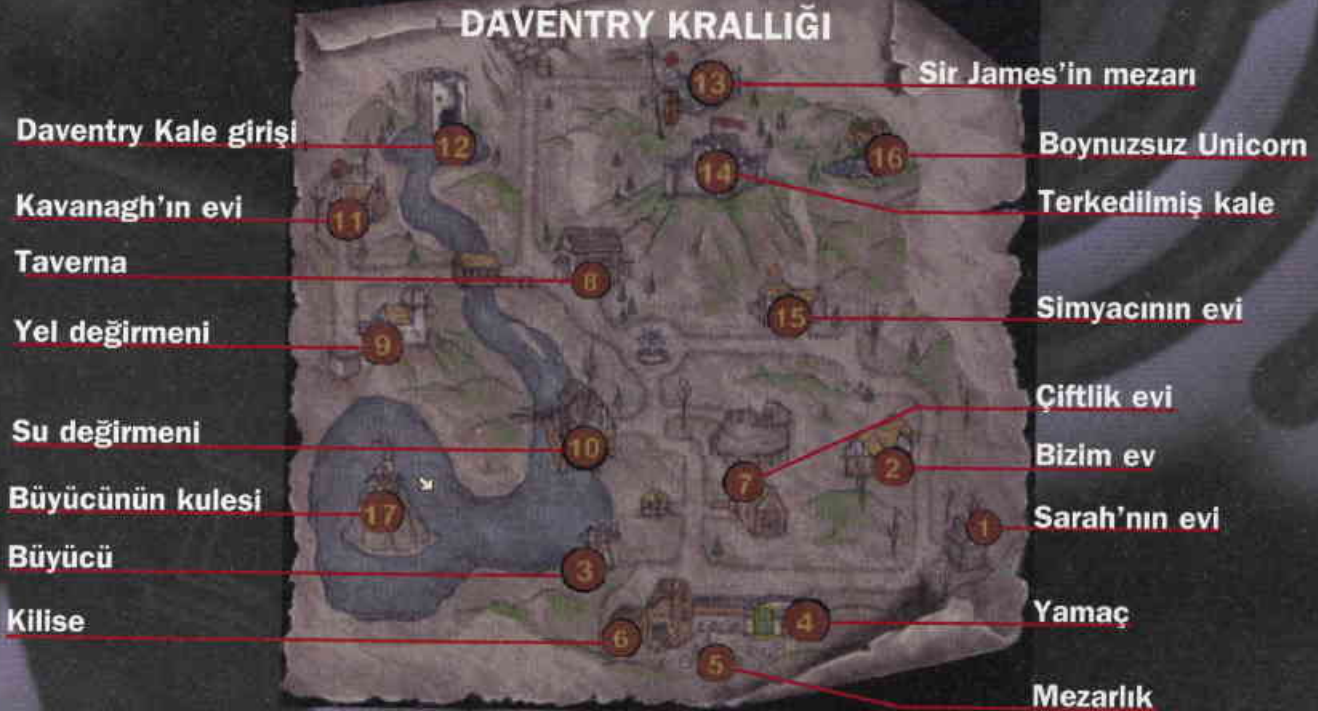 DAVENTRY KRALLIĞI
Daventry Kale girişi
Kavanagh'ın evi
Taverna
Yel değirmeni
Su değirmeni
Büyücünün kulesi
Büyücü
Kilise
Sir James'in mezarı
Boynuzsuz Unicorn
Terkedilmiş kale
Simyacının evi
Çiftlik evi
Bizim ev
Sarah'nın evi
Yamaç
Mezarlık
13
12
16
14
11
8
15
9
10
2
7
17
1
3
4
6
5